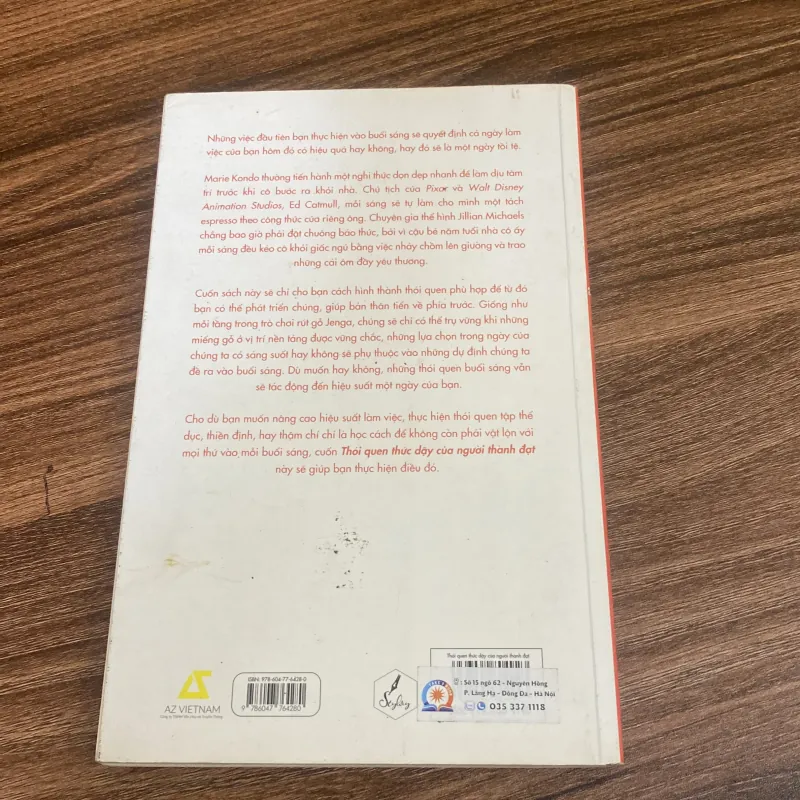 Những việc đầu tiên bạn thực hiện vào buổi sáng sẽ quyết định cả ngày làm
việc của bạn hôm đó có hiệu quả hay không, hay đó sẽ là một ngày tồi tệ.
Marie Kondo thường tiến hành một nghi thức dọn dẹp nhanh để làm dịu tâm
trí trước khi cô bước ra khỏi nhà. Chủ tịch của Pixar và Walt Disney
Animation Studios, Ed Catmull, mỗi sáng sẽ tự làm cho mình một tách
espresso theo công thức của riêng ông. Chuyên gia thể hình Jillian Michaels
chẳng bao giờ phải đặt chuông báo thức, bởi vì cậu bé năm tuổi nhà cô ấy
mỗi sáng đều kéo cô khỏi giấc ngủ bằng việc nhảy chồm lên giường và trao
những cái ôm đầy yêu thương.
Cuốn sách này sẽ chỉ cho bạn cách hình thành thói quen phù hợp để từ đó
bạn có thể phát triển chúng, giúp bản thân tiến về phía trước. Giống như
mỗi tầng trong trò chơi rút gỗ Jenga, chúng sẽ chỉ có thể trụ vững khi những
miếng gỗ ở vị trí nền tảng được vững chắc, những lựa chọn trong ngày của
chúng ta có sáng suốt hay không sẽ phụ thuộc vào những dự định chúng ta
đề ra vào buổi sáng. Dù muốn hay không, những thói quen buổi sáng vẫn
sẽ tác động đến hiệu suất một ngày của bạn.
Cho dù bạn muốn nâng cao hiệu suất làm việc, thực hiện thói quen tập thể
dục, thiền định, hay thậm chí chỉ là học cách để không còn phải vật lộn với
mọi thứ vào mỗi buổi sáng, cuốn Thói quen thức dậy của người thành đạt
này sẽ giúp bạn thực hiện điều đó.
AZ VIETNAM
ISBN: 978-604-77-6428-0
9 786047 764280
Skybooks
Thói quen thức dậy của người thành đạt
: Số 15 ngõ 62 - Nguyên Hồng
P. Láng Hạ - Đống Đa - Hà Nội
035 337 1118